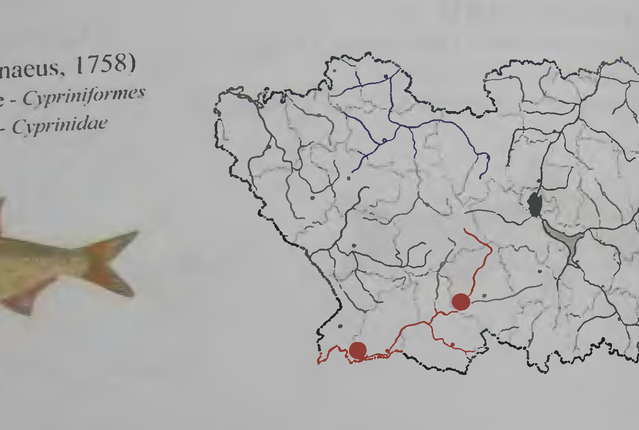 naeus, 1758)
e - Cypriniformes
- Cyprinidae